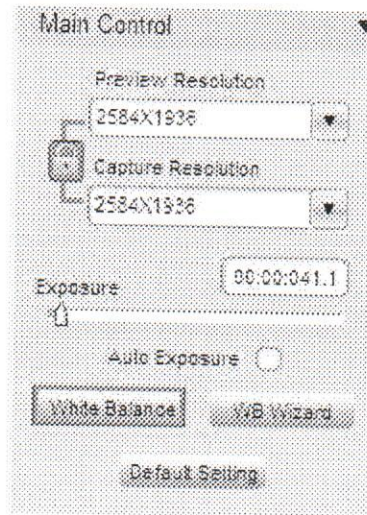 Main Control
Preview Resolution
2584X1936
Capture Resolution
2584X1936
00:00:041.1
Exposure
Auto Exposure
White Balance
WB Wizard
Default Setting